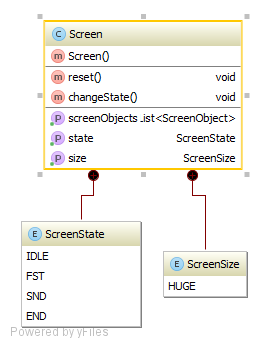 C Screen
m Screen()
m reset() void
m changeState() void
P screenObjects .ist<ScreenObject>
P state ScreenState
P size ScreenSize
E ScreenState
IDLE
FST
SND
END
E ScreenSize
HUGE
Powered by yFiles